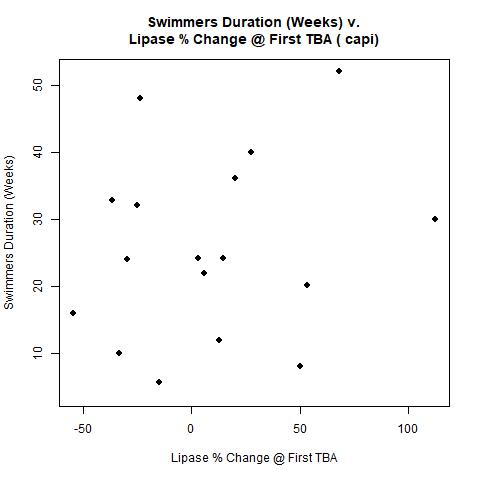 Swimmers Duration (Weeks) v.
Lipase % Change @ First TBA ( capi)
Swimmers Duration (Weeks)
50
40
30
20
10
-50 0 50 100
Lipase % Change @ First TBA